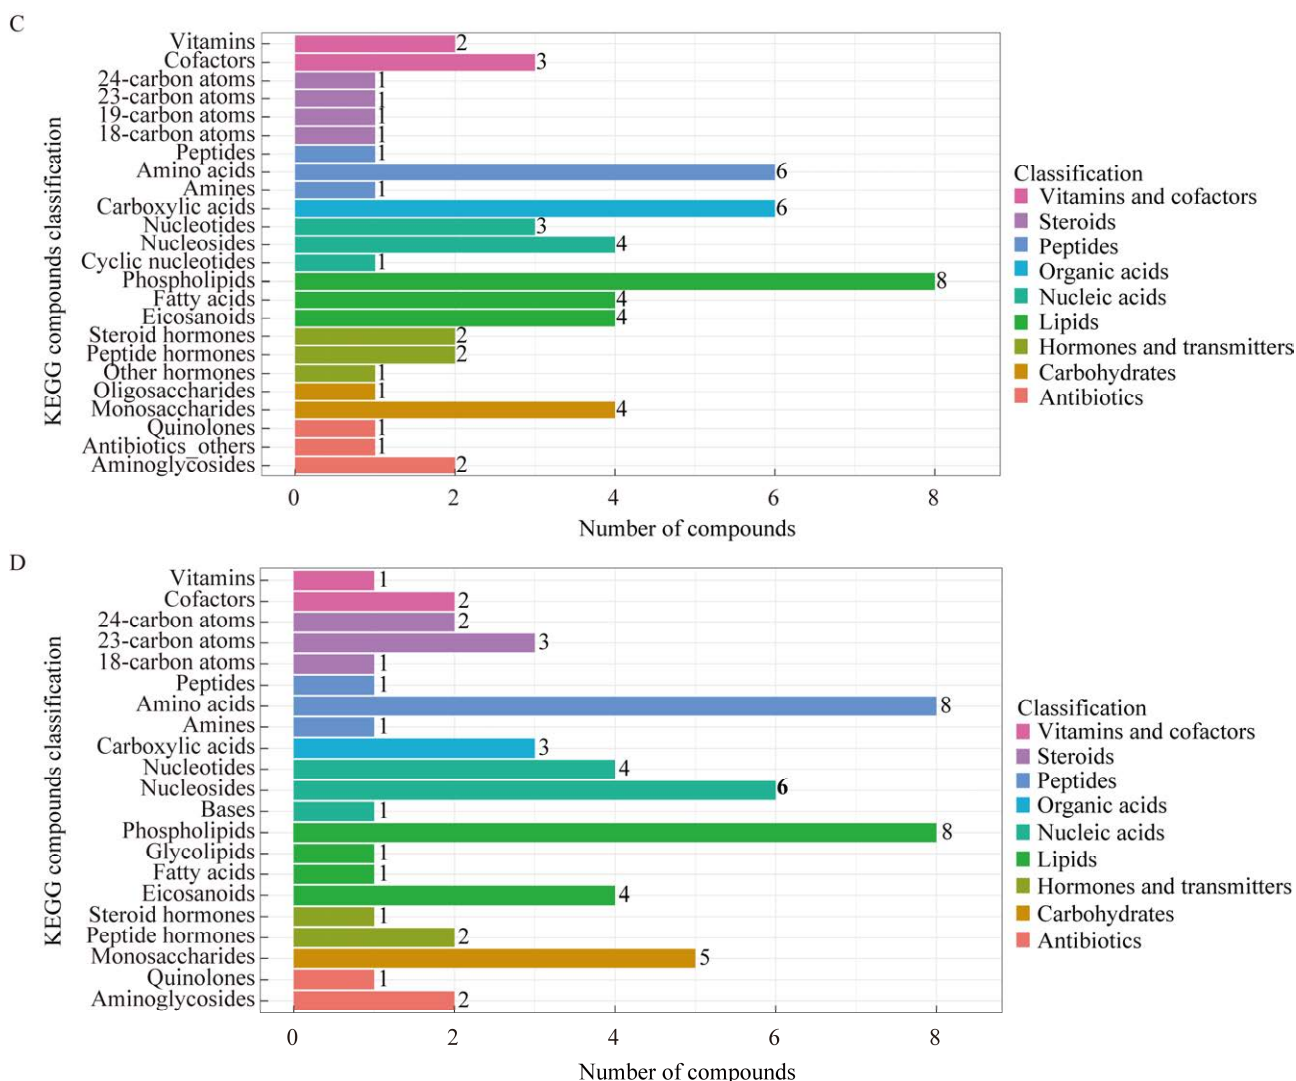 C
Vitamins 2
Cofactors 3
24-carbon atoms 1
23-carbon atoms 1
19-carbon atoms 1
18-carbon atoms 1
Peptides 1
Amino acids 6
Amines 1
Carboxylic acids 6
Nucleotides 3
Nucleosides 4
Cyclic nucleotides 1
Phospholipids 8
Fatty acids 4
Eicosanoids 4
Steroid hormones 2
Peptide hormones 2
Other hormones 1
Oligosaccharides 1
Monosaccharides 4
Quinolones 1
Antibiotics_others 1
Aminoglycosides 2
KEGG compounds classification
0 2 4 6 8
Number of compounds
Classification
Vitamins and cofactors
Steroids
Peptides
Organic acids
Nucleic acids
Lipids
Hormones and transmitters
Carbohydrates
Antibiotics
D
Vitamins 1
Cofactors 2
24-carbon atoms 2
23-carbon atoms 3
18-carbon atoms 1
Peptides 1
Amino acids 8
Amines 1
Carboxylic acids 3
Nucleotides 4
Nucleosides 6
Bases 1
Phospholipids 8
Glycolipids 1
Fatty acids 1
Eicosanoids 4
Steroid hormones 1
Peptide hormones 2
Monosaccharides 5
Quinolones 1
Aminoglycosides 2
KEGG compounds classification
0 2 4 6 8
Number of compounds
Classification
Vitamins and cofactors
Steroids
Peptides
Organic acids
Nucleic acids
Lipids
Hormones and transmitters
Carbohydrates
Antibiotics